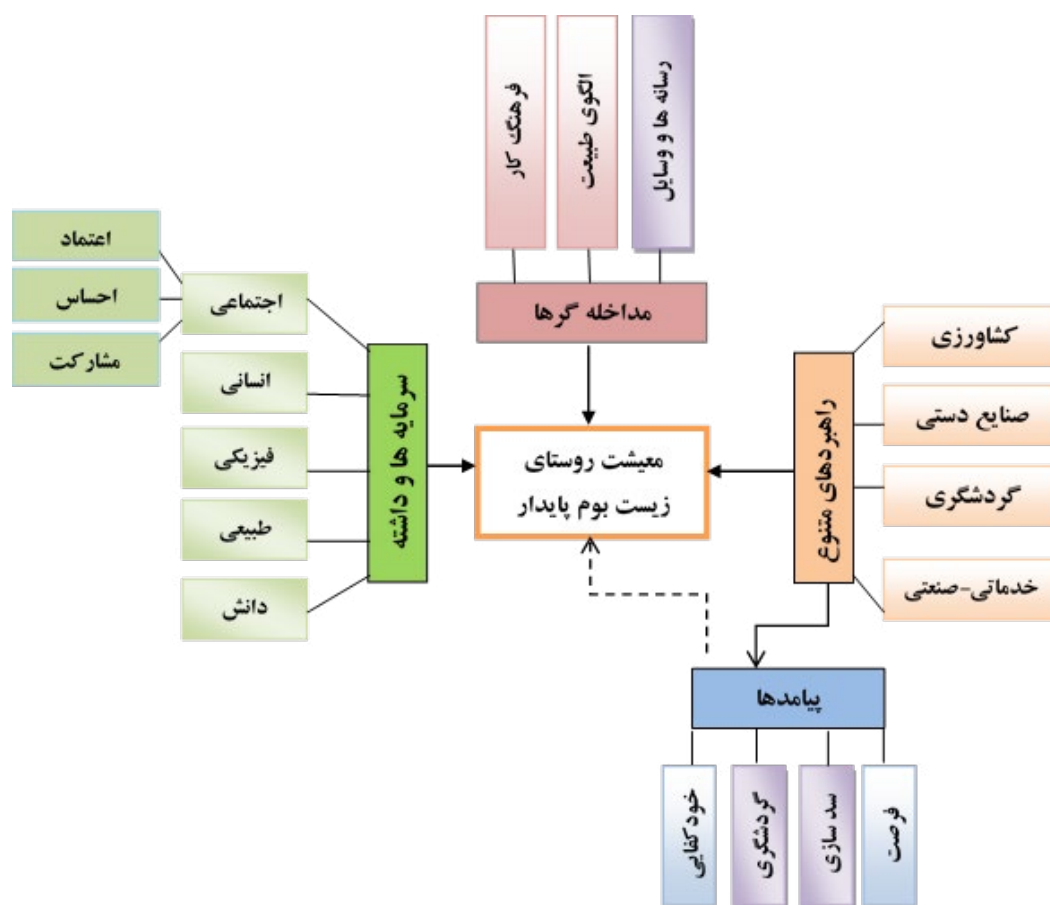 رسانه ها و وسایل
الگوی طبیعت
فرهنگ کار
مداخله گرها
کشاورزی
صنایع دستی
گردشگری
خدماتی-صنعتی
راهبردهای متنوع
معیشت روستای
زیست بوم پایدار
سرمایه ها و داشته
اجتماعی
انسانی
فیزیکی
طبیعی
دانش
اعتماد
احساس
مشارکت
پیامدها
فرصت
سد سازی
گردشگری
خودکفایی